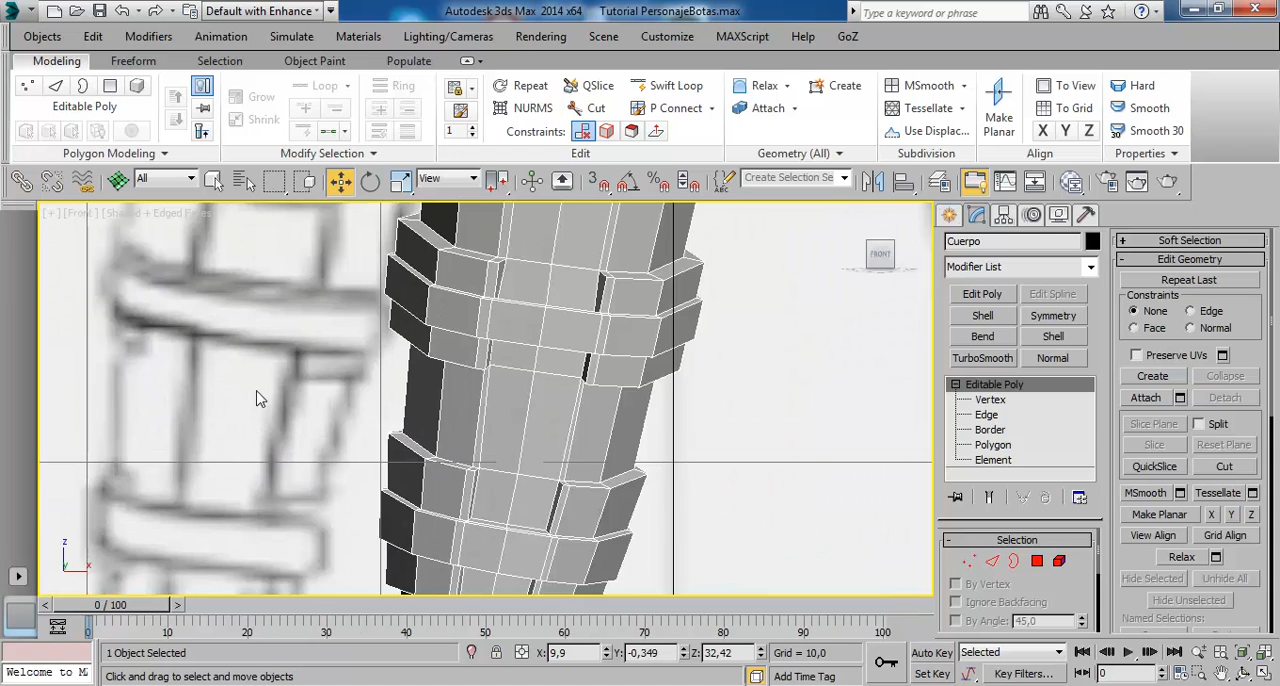 Default with Enhance
Autodesk 3ds Max 2014 x64 Tutorial PersonajeBotas.max
Type a keyword or phrase
Objects Edit Modifiers Animation Simulate Materials Lighting/Cameras Rendering Scene Customize MAXScript Help GoZ
Modeling Freeform Selection Object Paint Populate
Loop Ring Repeat QSlice Swift Loop Relax Create MSmooth To View Hard
Editable Poly Grow NURMS Cut P Connect Attach Tessellate To Grid Smooth
Shrink 1 Constraints: Make Planar Use Displac... X Y Z Smooth 30
Polygon Modeling Modify Selection Edit Geometry (All) Subdivision Align Properties
All View Create Selection Se
[+] [Front]
FRONT
Cuerpo
Modifier List
Edit Poly Edit Spline
Shell Symmetry
Bend Shell
TurboSmooth Normal
Editable Poly
Vertex
Edge
Border
Polygon
Element
Selection
By Vertex
Ignore Backfacing
By Angle: 45,0
Soft Selection
Edit Geometry
Repeat Last
Constraints
None Edge
Face Normal
Preserve UVs
Create Collapse
Attach Detach
Slice Plane Split
Slice Reset Plane
QuickSlice Cut
MSmooth Tessellate
Make Planar X Y Z
View Align Grid Align
Relax
Hide Selected Unhide All
Hide Unselected
Named Selections:
z
x
0 / 100
0 10 20 30 40 50 60 70 80 90 100
1 Object Selected X: 9,9 Y: -0,349 Z: 32,42 Grid = 10,0 Auto Key Selected
Welcome to M Click and drag to select and move objects Add Time Tag Set Key Key Filters... 0